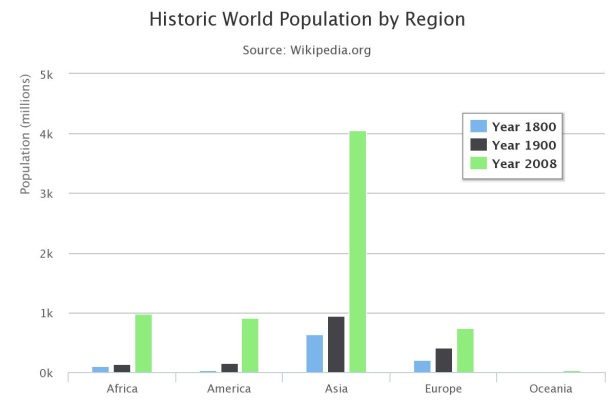 Historic World Population by Region
Source: Wikipedia.org
Population (millions)
5k
4k
3k
2k
1k
0k
Year 1800
Year 1900
Year 2008
Africa
America
Asia
Europe
Oceania